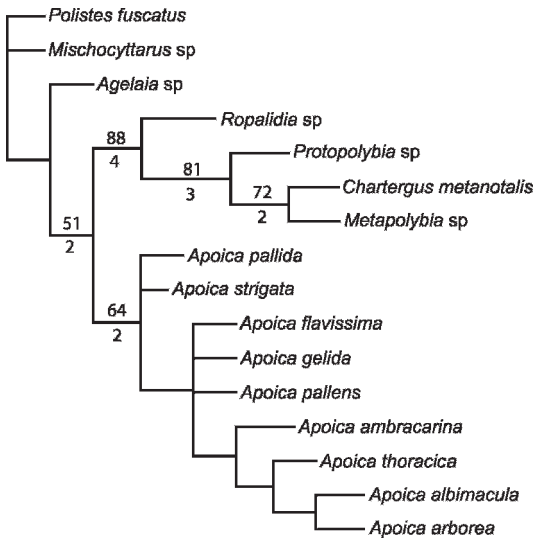 Polistes fuscatus
Mischocyttarus sp
Agelaia sp
Ropalidia sp
88
4
Protopolybia sp
81
3
Chartergus metanotalis
72
2
Metapolybia sp
51
2
Apoica pallida
Apoica strigata
64
2
Apoica flavissima
Apoica gelida
Apoica pallens
Apoica ambracarina
Apoica thoracica
Apoica albimacula
Apoica arborea